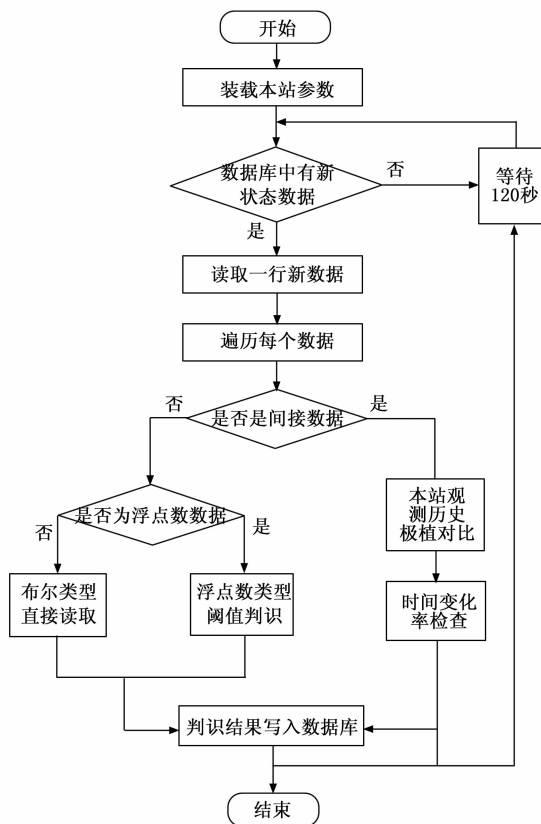 开始
装载本站参数
数据库中有新
状态数据
否
等待
120秒
是
读取一行新数据
遍历每个数据
是否是间接数据
否
是
是否为浮点数数据
否
是
本站观
测历史
极植对比
布尔类型
直接读取
浮点数类型
阈值判识
时间变化
率检查
判识结果写入数据库
结束